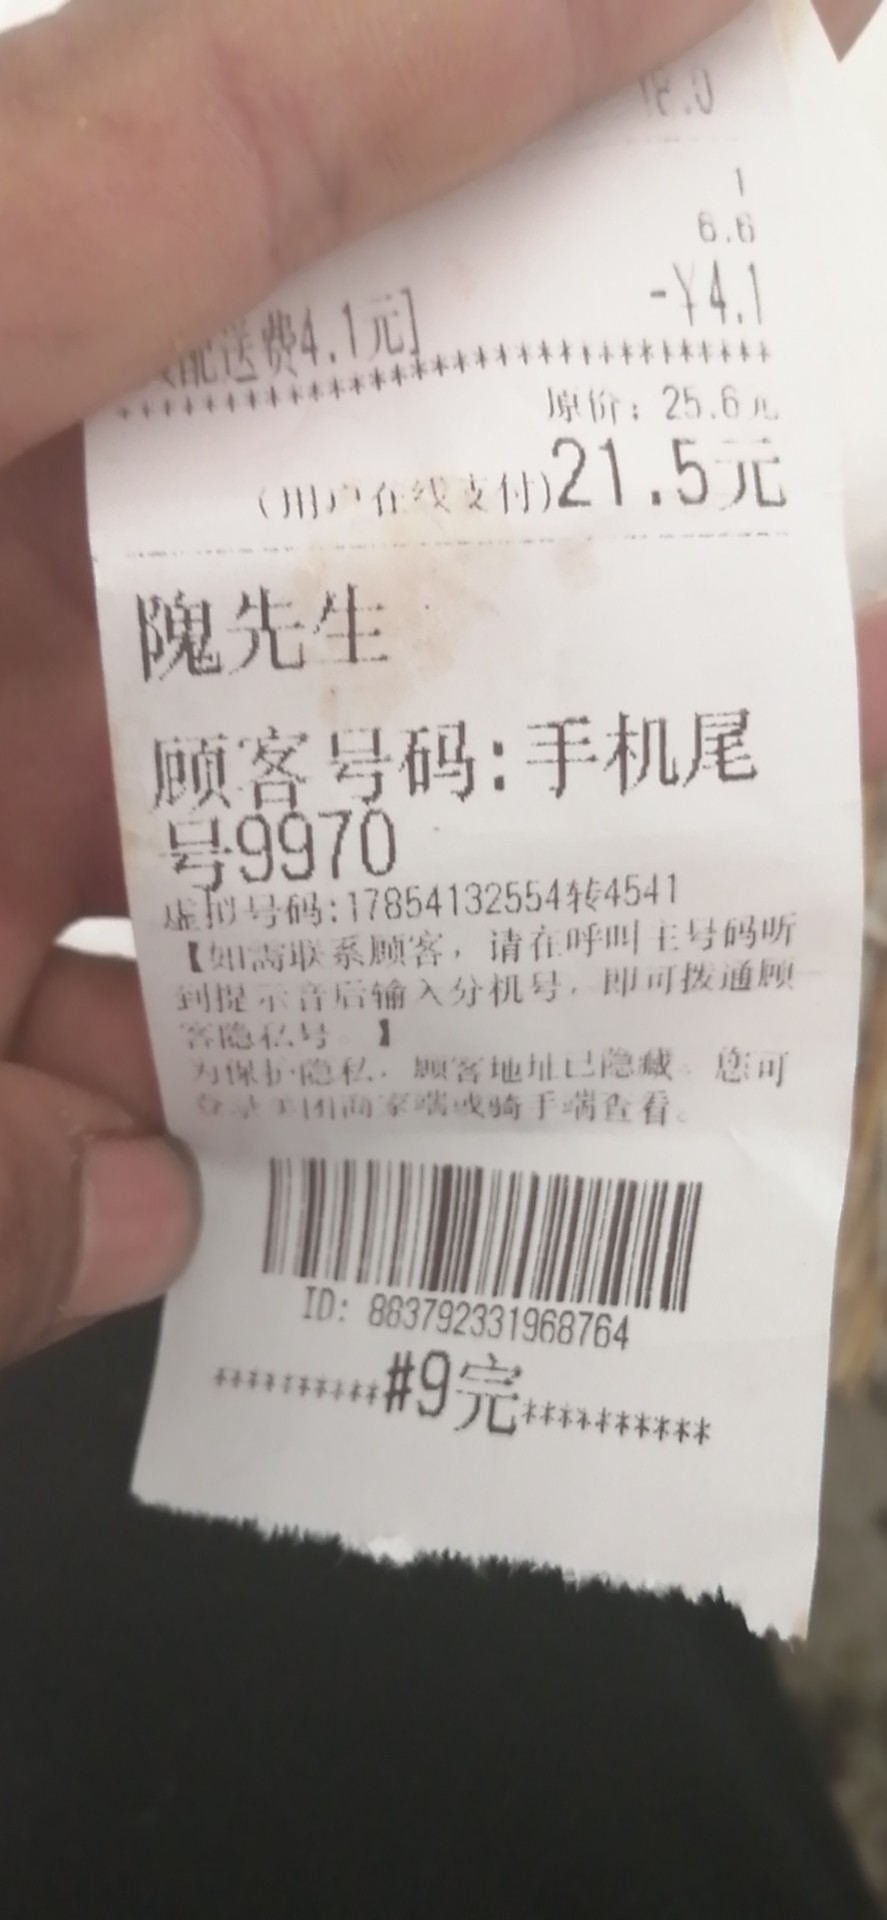 1
6.6
配送费4.1元] -¥4.1
********************************
原价：25.6元
(用户在线支付)21.5元
隗先生
顾客号码:手机尾
号9970
虚拟号码:17854132554转4541
【如需联系顾客，请在呼叫主号码听
到提示音后输入分机号，即可拨通顾
客隐私号。】
为保护隐私，顾客地址已隐藏。您可
登录美团商家端或骑手端查看。
ID: 863792331968764
**********#9完**********